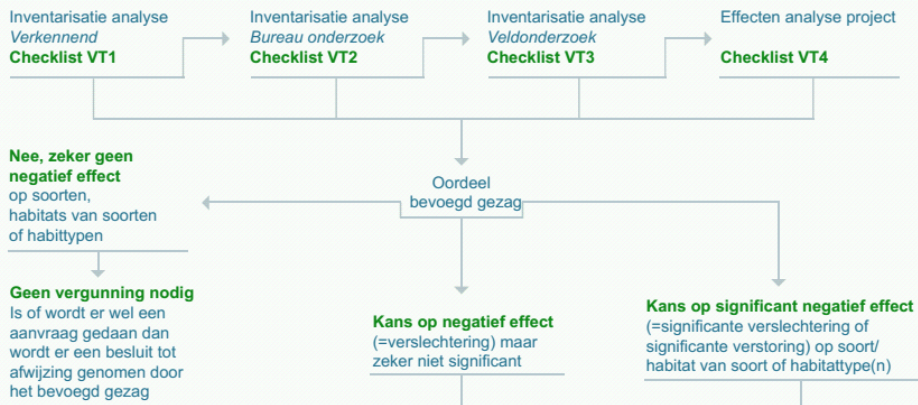 Inventarisatie analyse
Verkennend
Checklist VT1
Inventarisatie analyse
Bureau onderzoek
Checklist VT2
Inventarisatie analyse
Veldonderzoek
Checklist VT3
Effecten analyse project
Checklist VT4
Oordeel
bevoegd gezag
Nee, zeker geen
negatief effect
op soorten,
habitats van soorten
of habittypen
Geen vergunning nodig
Is of wordt er wel een
aanvraag gedaan dan
wordt er een besluit tot
afwijzing genomen door
het bevoegd gezag
Kans op negatief effect
(=verslechtering) maar
zeker niet significant
Kans op significant negatief effect
(=significante verslechtering of
significante verstoring) op soort/
habitat van soort of habitattype(n)